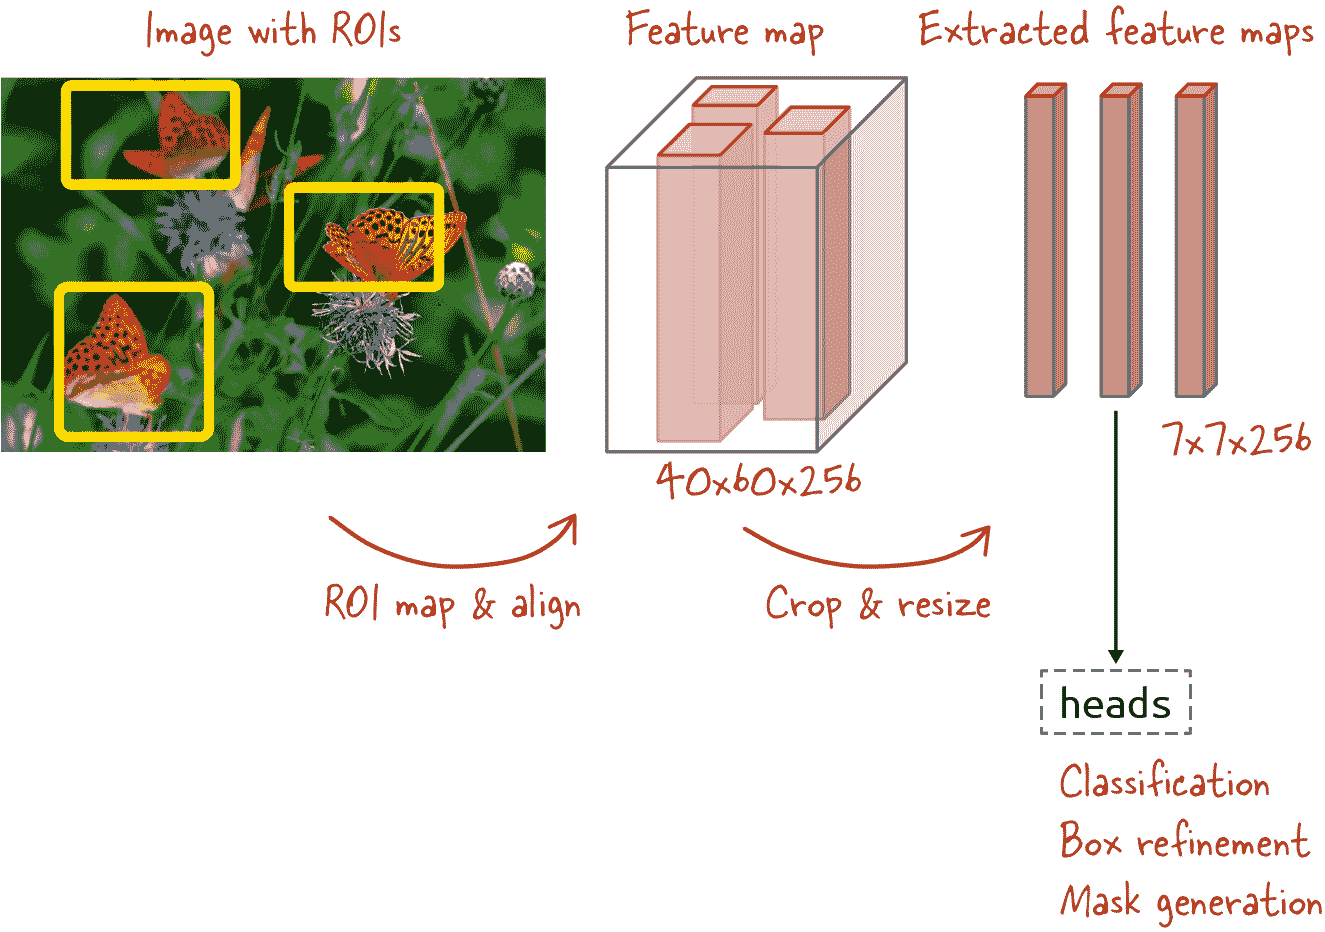 Image with ROIs
Feature map
Extracted feature maps
7x7x256
40x60x256
ROI map & align
Crop & resize
heads
Classification
Box refinement
Mask generation